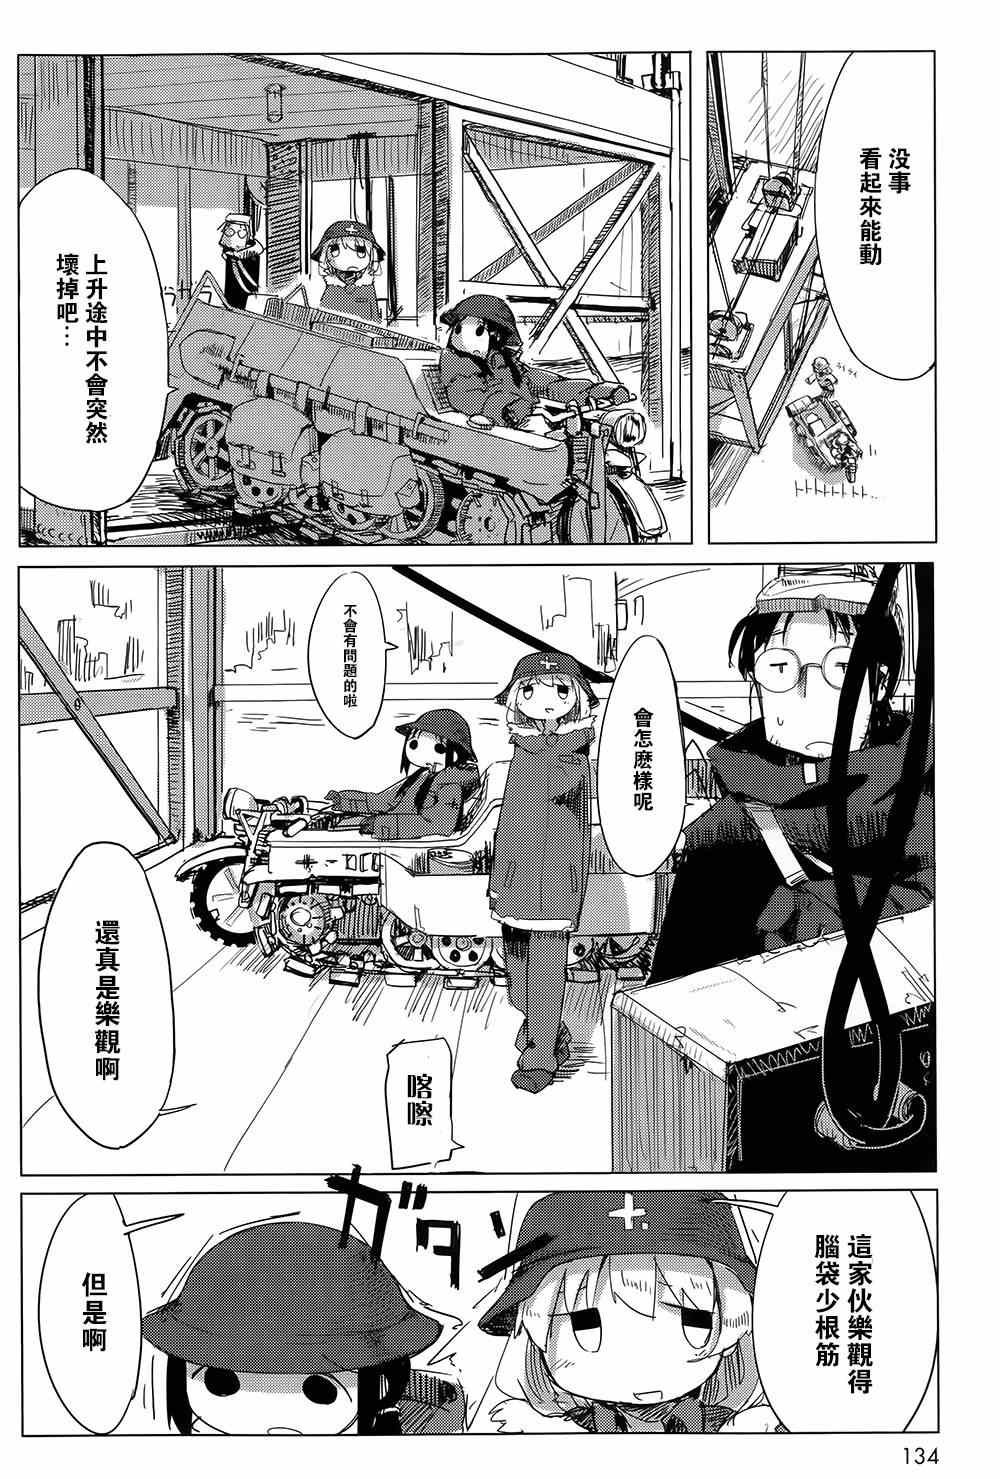 没事
看起來能動
上升途中不會突然
壞掉吧…
會怎麽樣呢
不會有問題的啦
還真是樂觀啊
喀嚓
這家伙樂觀得
腦袋少根筋
ガタン
但是啊
134